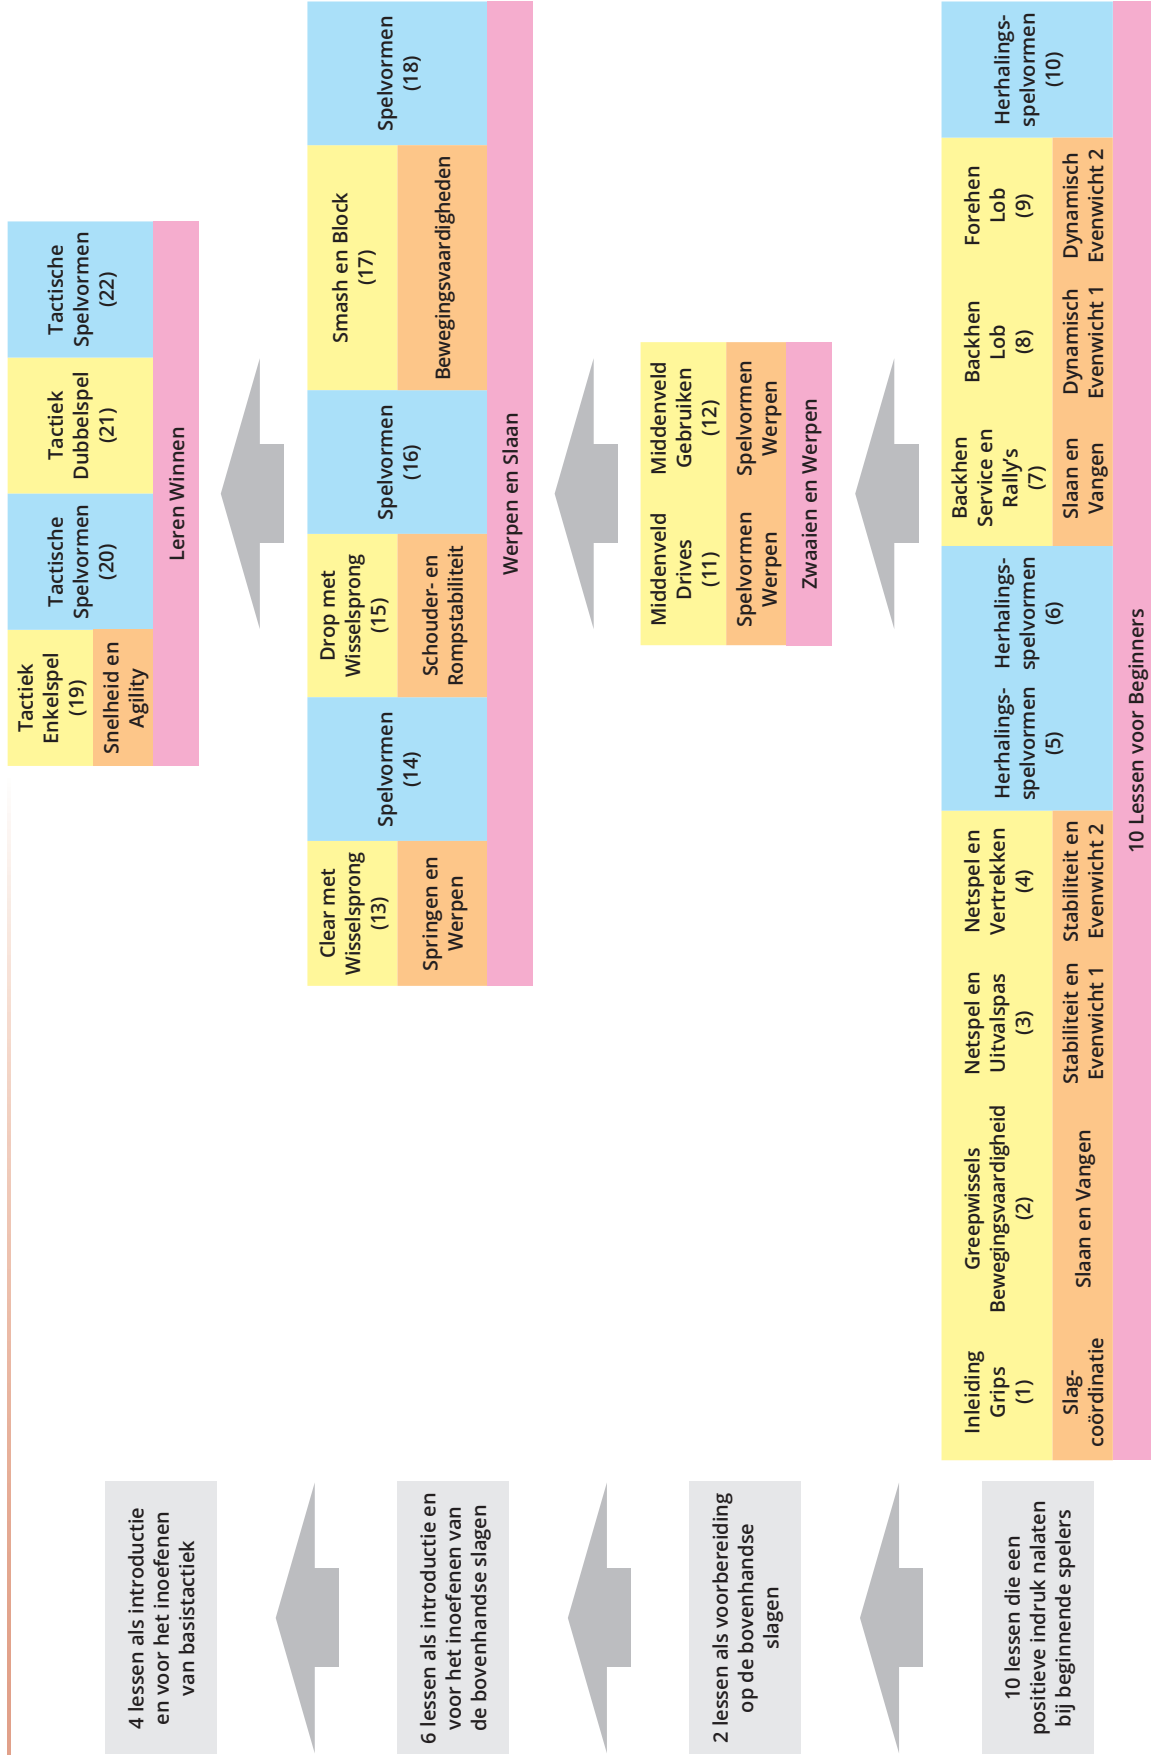 4 lessen als introductie
en voor het inoefenen
van basistactiek
Tactiek
Enkelspel
(19)
Snelheid en
Agility
Tactische
Spelvormen
(20)
Tactiek
Dubbelspel
(21)
Tactische
Spelvormen
(22)
Leren Winnen
6 lessen als introductie en
voor het inoefenen van
de bovenhandse slagen
Clear met
Wisselsprong
(13)
Springen en
Werpen
Spelvormen
(14)
Drop met
Wisselsprong
(15)
Schouder- en
Rompstabiliteit
Spelvormen
(16)
Smash en Block
(17)
Bewegingsvaardigheden
Spelvormen
(18)
Werpen en Slaan
2 lessen als voorbereiding
op de bovenhandse
slagen
Middenveld
Drives
(11)
Spelvormen
Werpen
Middenveld
Gebruiken
(12)
Spelvormen
Werpen
Zwaaien en Werpen
10 lessen die een
positieve indruk nalaten
bij beginnende spelers
Inleiding
Grips
(1)
Slag-
coördinatie
Greepwissels
Bewegingsvaardigheid
(2)
Slaan en Vangen
Netspel en
Uitvalspas
(3)
Stabiliteit en
Evenwicht 1
Netspel en
Vertrekken
(4)
Stabiliteit en
Evenwicht 2
Herhalings-
spelvormen
(5)
Herhalings-
spelvormen
(6)
Backhen
Service en
Rally's
(7)
Slaan en
Vangen
Backhen
Lob
(8)
Dynamisch
Evenwicht 1
Forehen
Lob
(9)
Dynamisch
Evenwicht 2
Herhalings-
spelvormen
(10)
10 Lessen voor Beginners